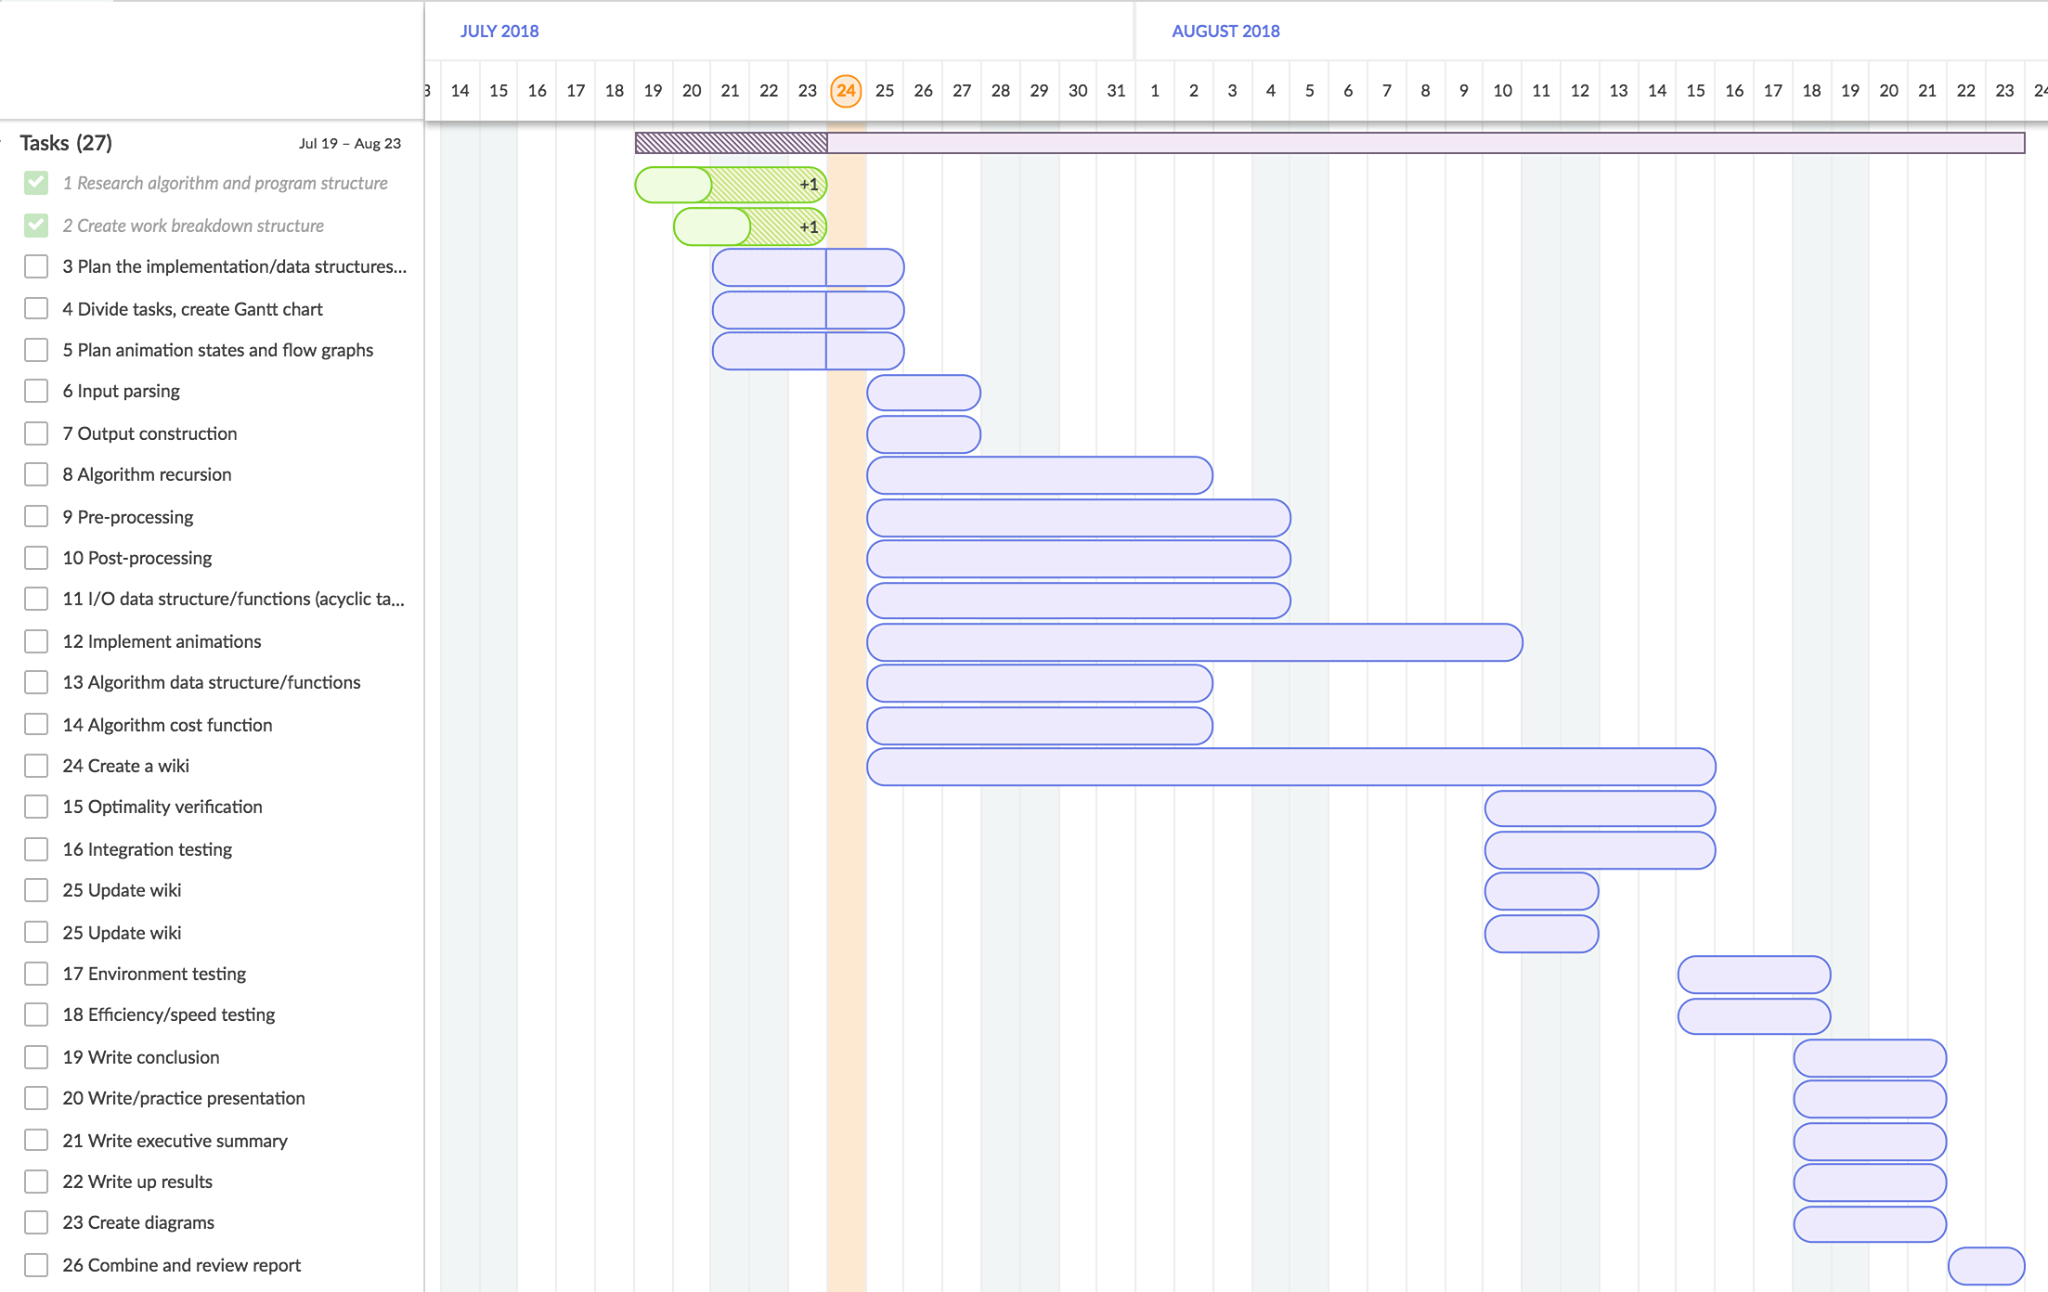 JULY 2018 AUGUST 2018
14 15 16 17 18 19 20 21 22 23 24 25 26 27 28 29 30 31 1 2 3 4 5 6 7 8 9 10 11 12 13 14 15 16 17 18 19 20 21 22 23 24
Tasks (27) Jul 19 – Aug 23
1 Research algorithm and program structure +1
2 Create work breakdown structure +1
3 Plan the implementation/data structures...
4 Divide tasks, create Gantt chart
5 Plan animation states and flow graphs
6 Input parsing
7 Output construction
8 Algorithm recursion
9 Pre-processing
10 Post-processing
11 I/O data structure/functions (acyclic ta...
12 Implement animations
13 Algorithm data structure/functions
14 Algorithm cost function
24 Create a wiki
15 Optimality verification
16 Integration testing
25 Update wiki
25 Update wiki
17 Environment testing
18 Efficiency/speed testing
19 Write conclusion
20 Write/practice presentation
21 Write executive summary
22 Write up results
23 Create diagrams
26 Combine and review report